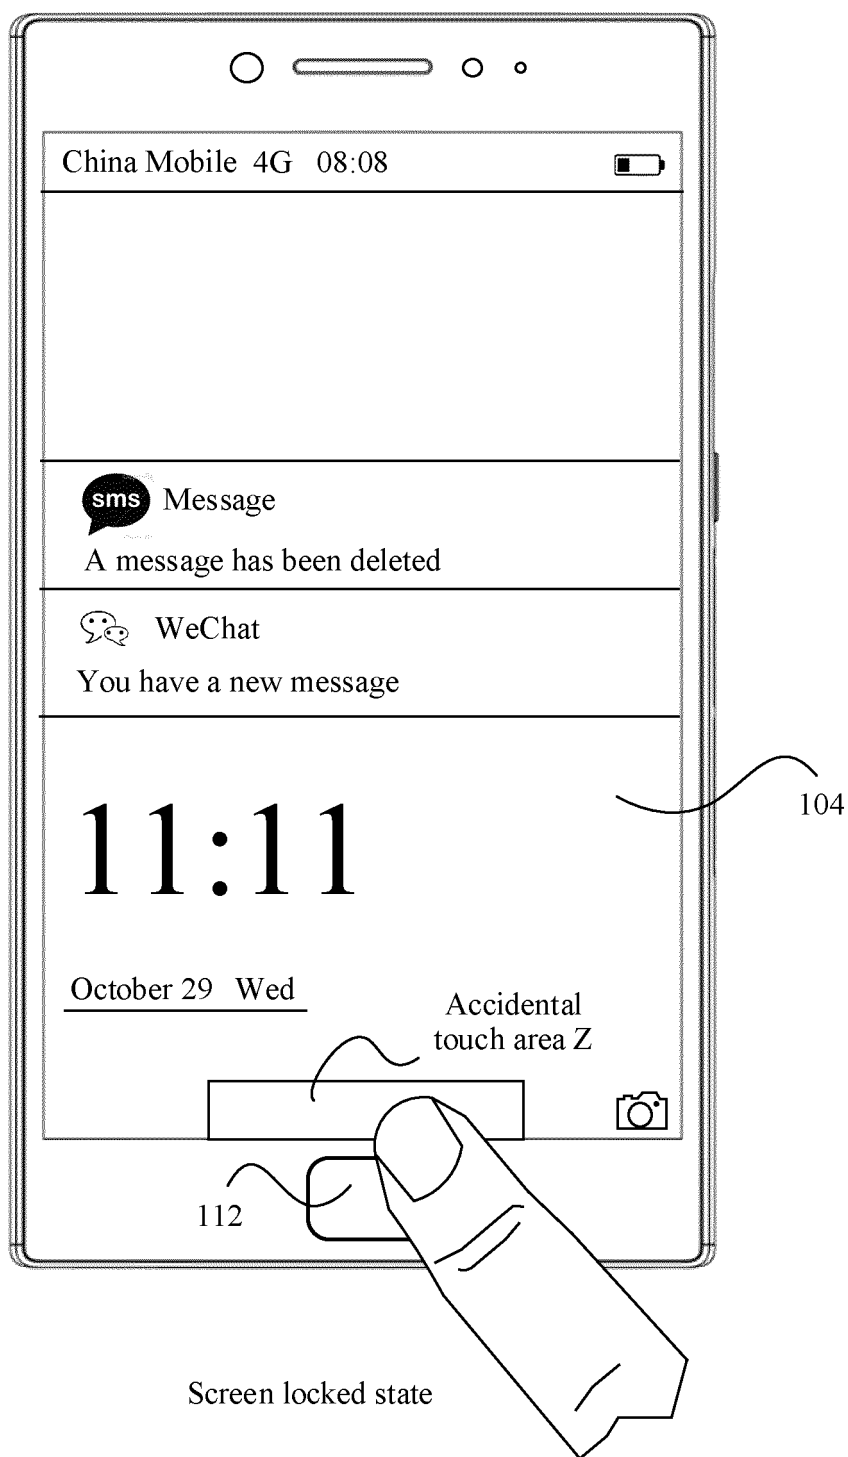 China Mobile 4G 08:08
sms Message
A message has been deleted
WeChat
You have a new message
104
11:11
October 29 Wed
Accidental
touch area Z
112
Screen locked state